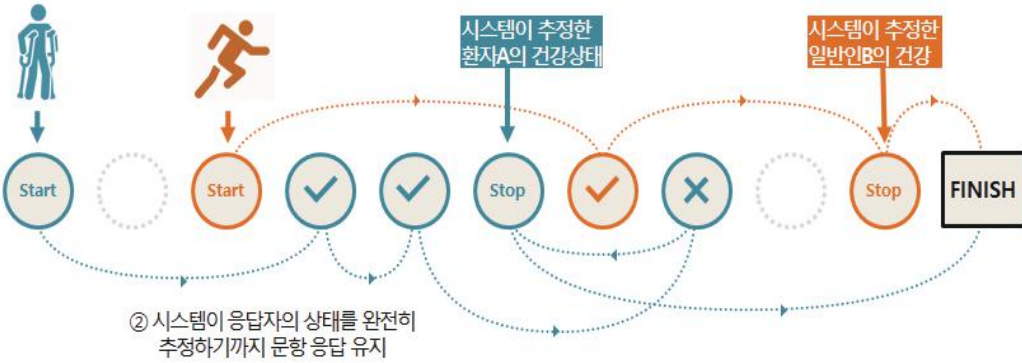 시스템이 추정한
환자A의 건강상태
시스템이 추정한
일반인B의 건강
Start
Start
Stop
Stop
FINISH
② 시스템이 응답자의 상태를 완전히
추정하기까지 문항 응답 유지